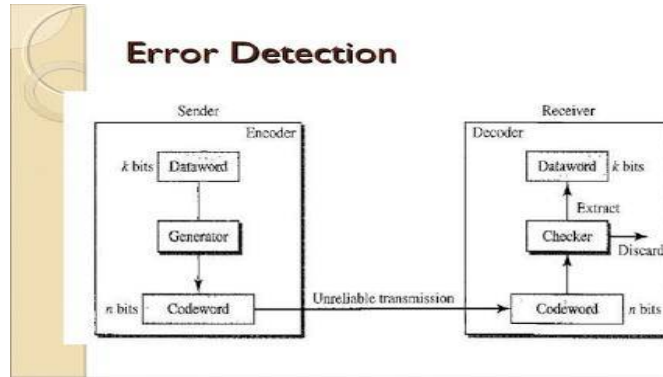 Error Detection
Sender
Encoder
k bits
Dataword
Generator
n bits
Codeword
Unreliable transmission
Receiver
Decoder
Dataword
k bits
Extract
Checker
Discard
Codeword
n bits